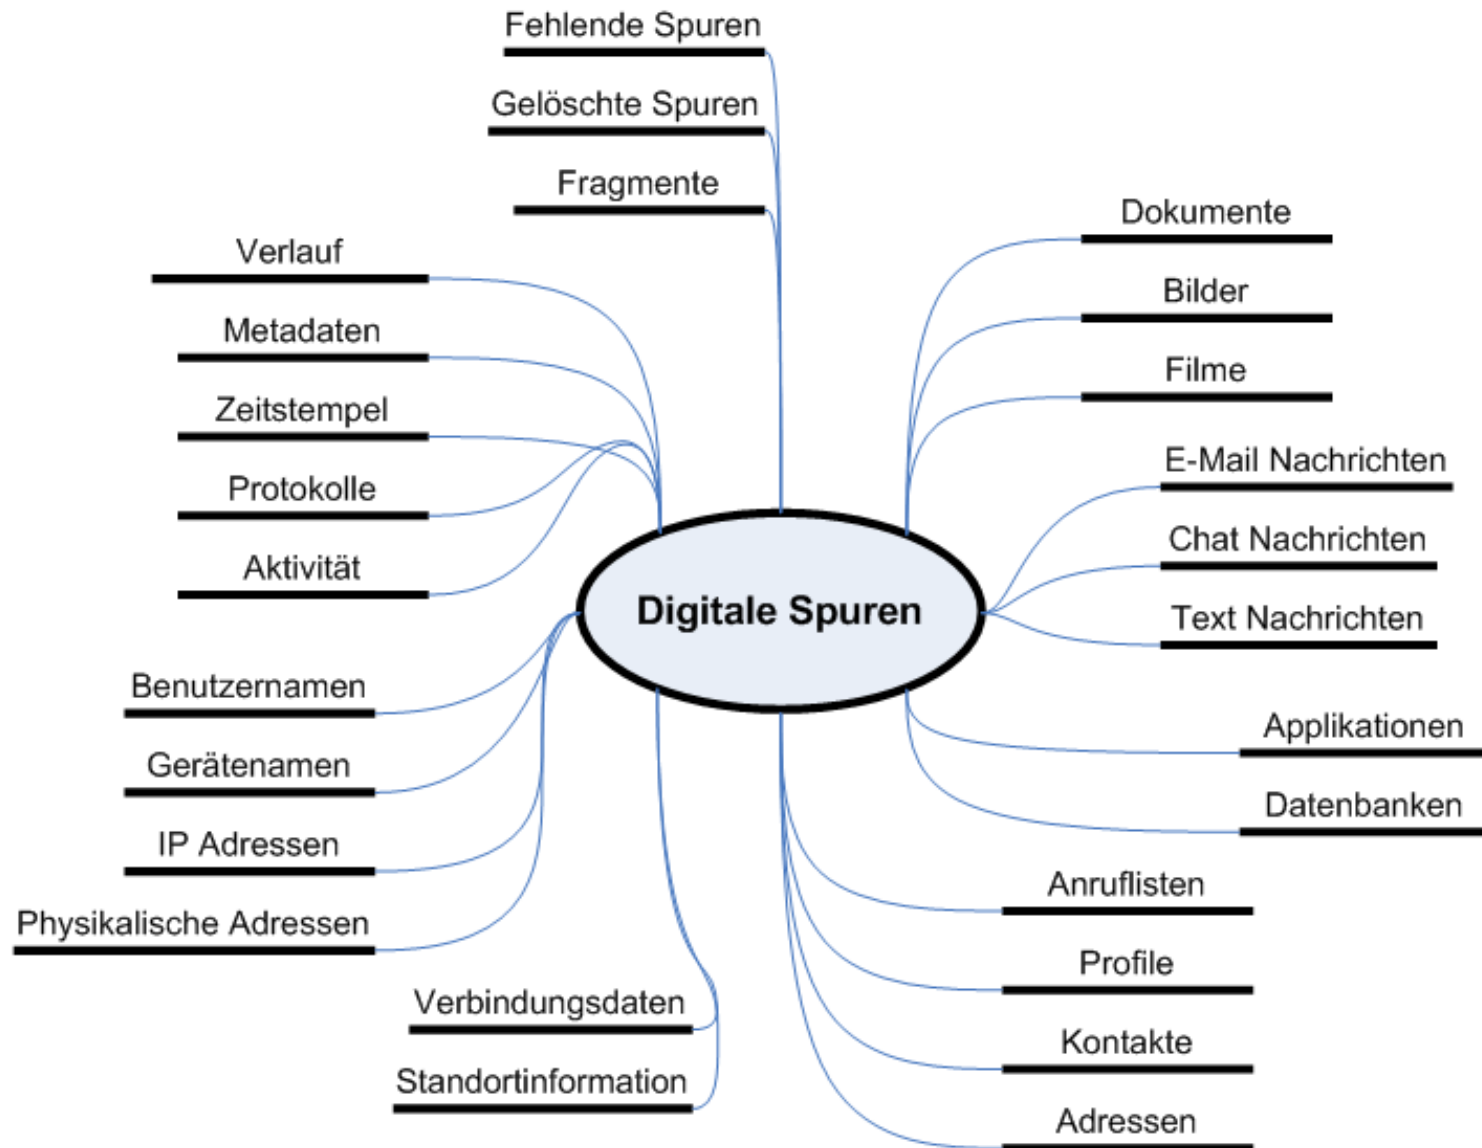 Fehlende Spuren
Gelöschte Spuren
Fragmente
Verlauf
Metadaten
Zeitstempel
Protokolle
Aktivität
Benutzernamen
Gerätenamen
IP Adressen
Physikalische Adressen
Verbindungsdaten
Standortinformation
Digitale Spuren
Dokumente
Bilder
Filme
E-Mail Nachrichten
Chat Nachrichten
Text Nachrichten
Applikationen
Datenbanken
Anruflisten
Profile
Kontakte
Adressen